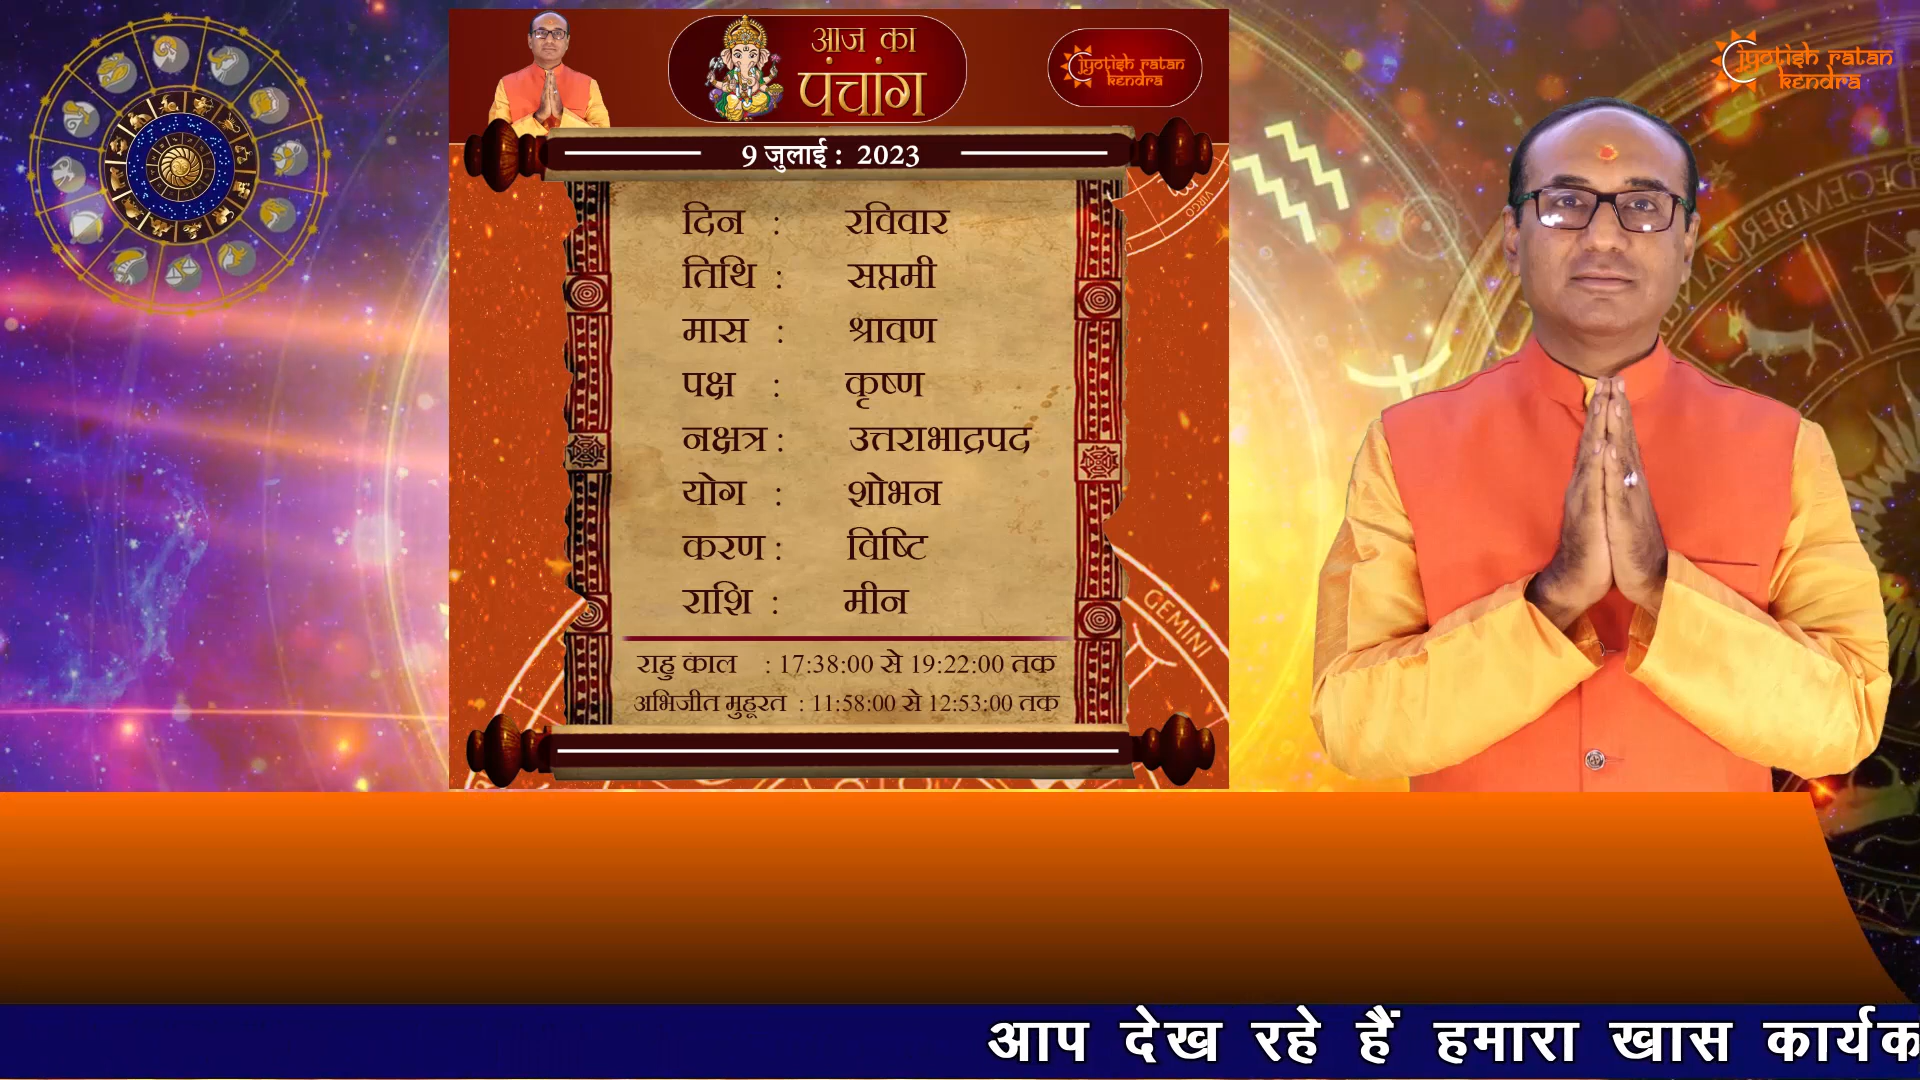 आज का
पंचांग
Jyotish Ratan
Kendra
Jyotish Ratan
Kendra
9 जुलाई : 2023
दिन : रविवार
तिथि : सप्तमी
मास : श्रावण
पक्ष : कृष्ण
नक्षत्र : उत्तराभाद्रपद
योग : शोभन
करण : विष्टि
राशि : मीन
राहु काल : 17:38:00 से 19:22:00 तक
अभिजीत मुहूरत : 11:58:00 से 12:53:00 तक
VIRGO
GEMINI
DECEMBER
आप देख रहे हैं हमारा खास कार्यक